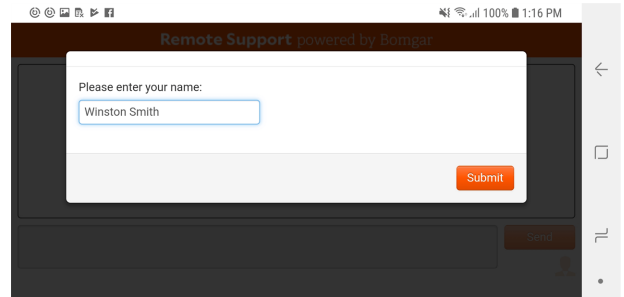 100% 1:16 PM
Remote Support powered by Bomgar
Please enter your name:
Winston Smith
Submit
Send